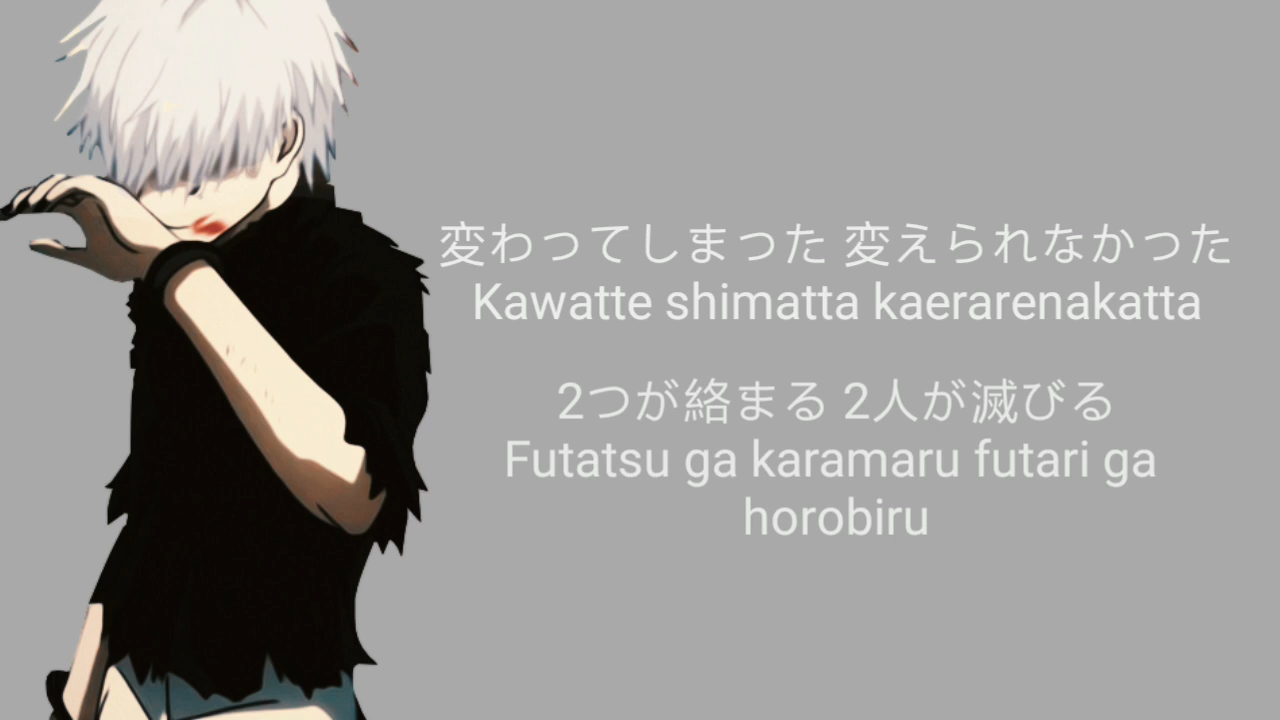 変わってしまった 変えられなかった
Kawatte shimatta kaerarenakatta
2つが絡まる 2人が滅びる
Futatsu ga karamaru futari ga
horobiru